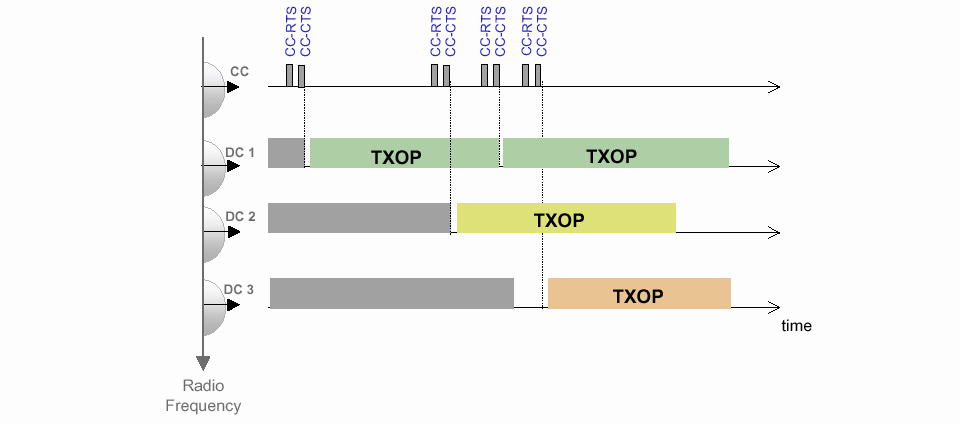 CC-RTS
CC-CTS
CC-RTS
CC-CTS
CC-RTS
CC-CTS
CC-RTS
CC-CTS
CC
DC 1
TXOP
TXOP
DC 2
TXOP
DC 3
TXOP
time
Radio
Frequency